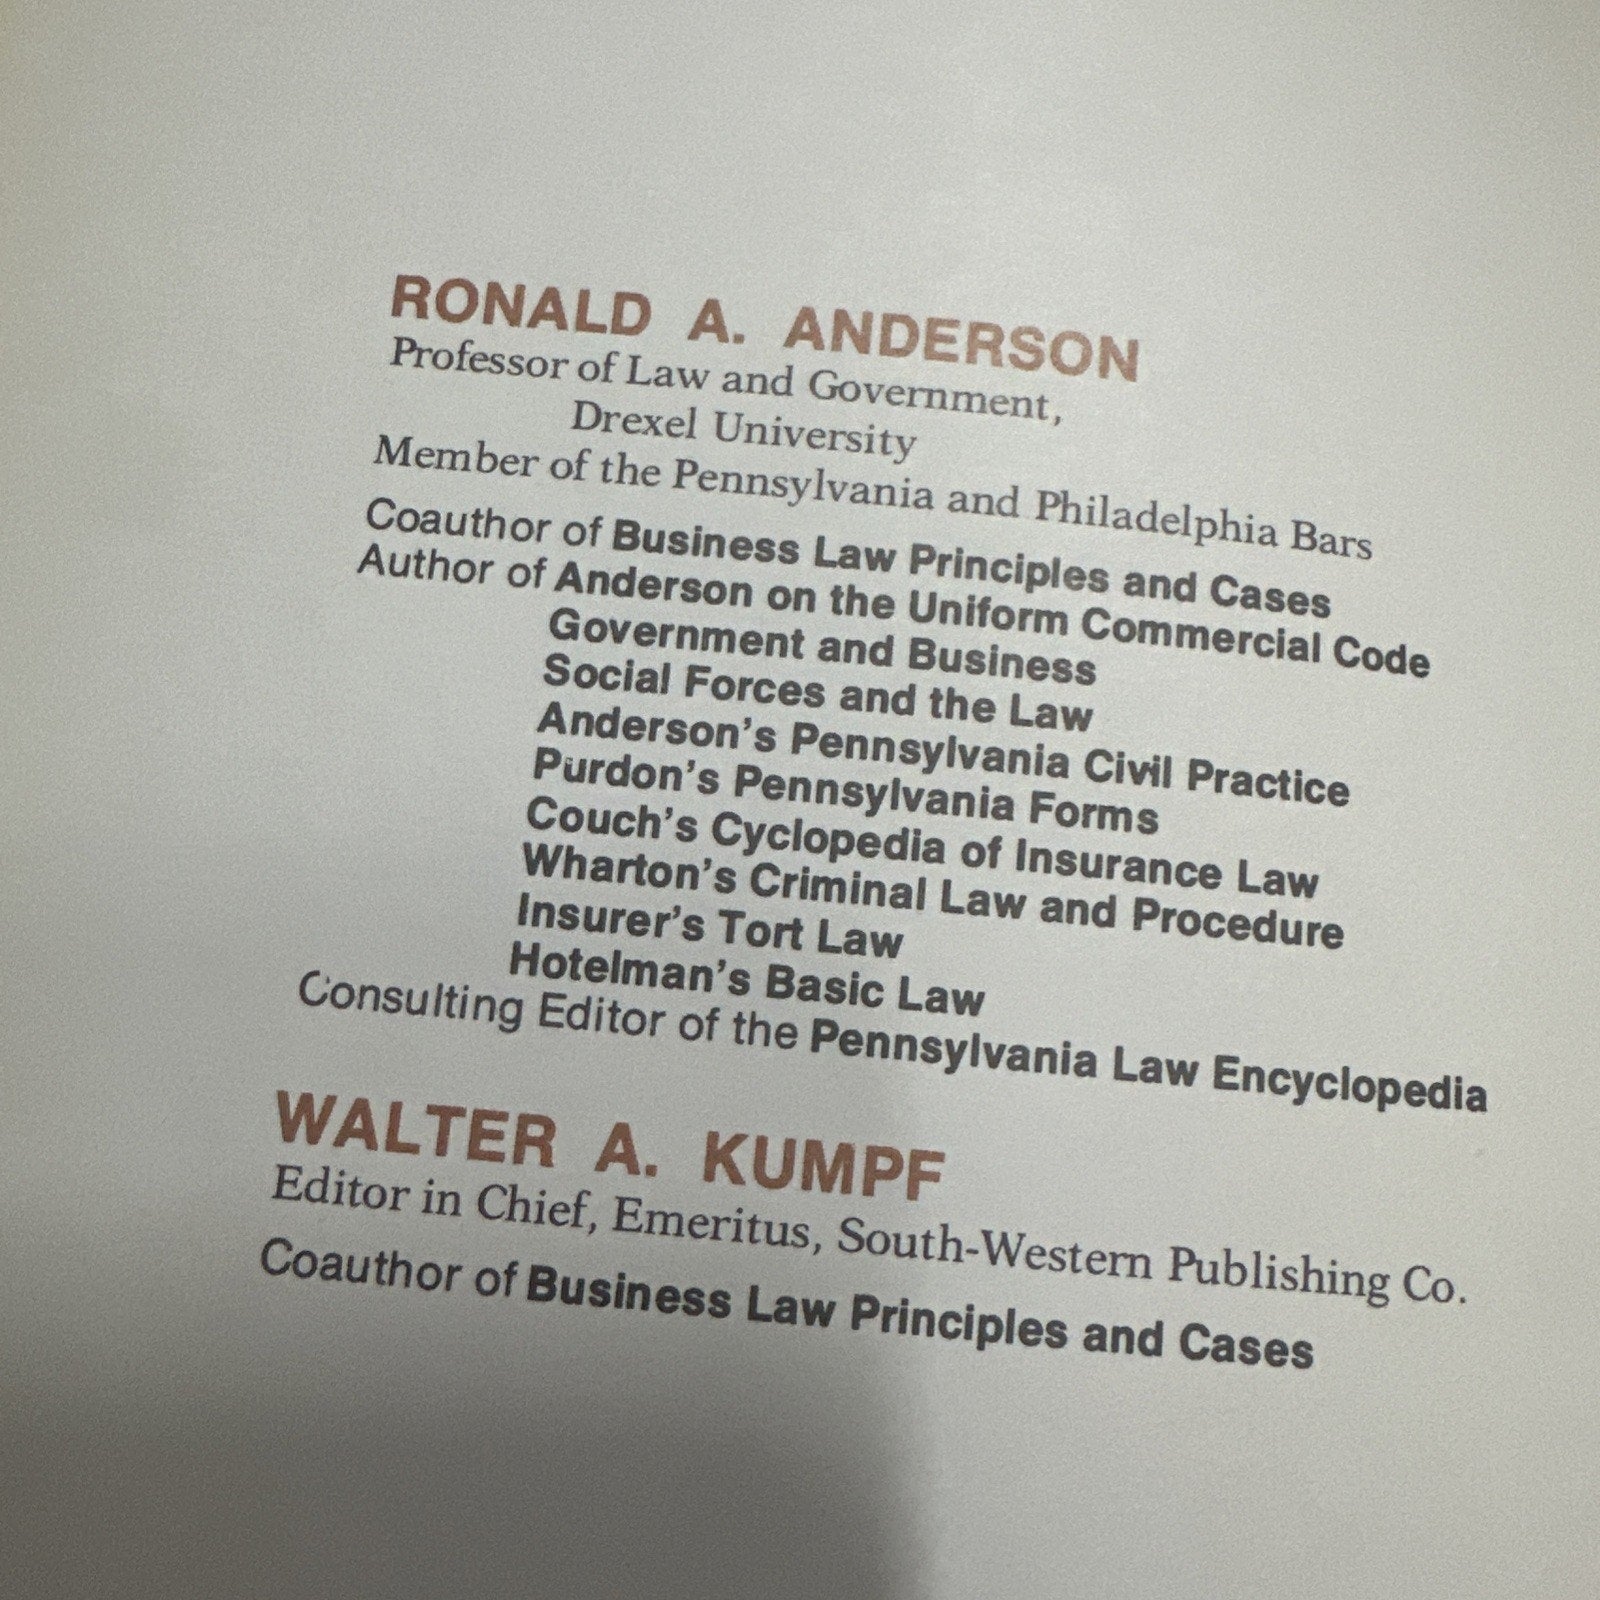 RONALD A. ANDERSON
Professor of Law and Government,
Drexel University
Member of the Pennsylvania and Philadelphia Bars
Coauthor of Business Law Principles and Cases
Author of Anderson on the Uniform Commercial Code
Government and Business
Social Forces and the Law
Anderson's Pennsylvania Civil Practice
Purdon's Pennsylvania Forms
Couch's Cyclopedia of Insurance Law
Wharton's Criminal Law and Procedure
Insurer's Tort Law
Hotelman's Basic Law
Consulting Editor of the Pennsylvania Law Encyclopedia
WALTER A. KUMPF
Editor in Chief, Emeritus, South-Western Publishing Co.
Coauthor of Business Law Principles and Cases